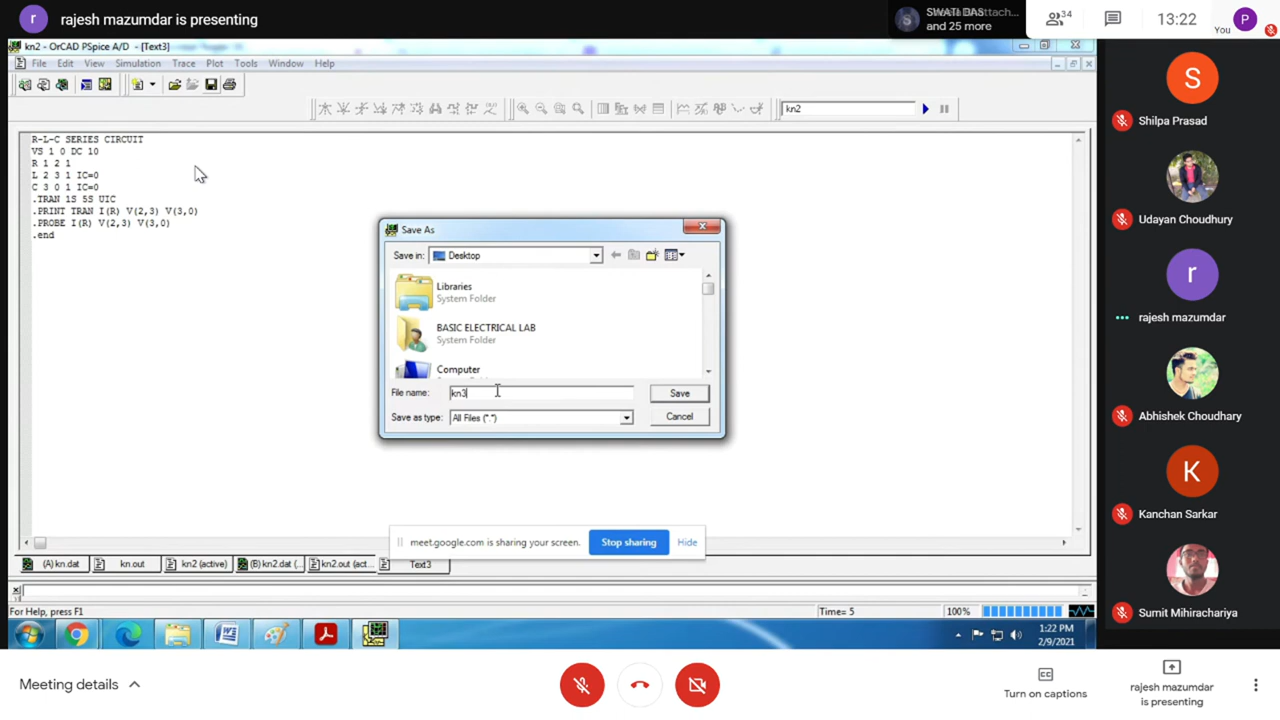 r rajesh mazumdar is presenting
S SWATI DAS
and 25 more
34
13:22
You P
kn2 - OrCAD PSpice A/D - [Text3]
File Edit View Simulation Trace Plot Tools Window Help
kn2
R-L-C SERIES CIRCUIT
VS 1 0 DC 10
R 1 2 1
L 2 3 1 IC=0
C 3 0 1 IC=0
.TRAN 1S 5S UIC
.PRINT TRAN I(R) V(2,3) V(3,0)
.PROBE I(R) V(2,3) V(3,0)
.end
Save As
Save in: Desktop
Libraries
System Folder
BASIC ELECTRICAL LAB
System Folder
Computer
File name: kn3 Save
Save as type: All Files (*.*) Cancel
meet.google.com is sharing your screen. Stop sharing Hide
(A) kn.dat kn.out kn2 (active) (B) kn2.dat (... kn2.out (act... Text3
For Help, press F1 Time= 5 100%
1:22 PM
2/9/2021
S
Shilpa Prasad
Udayan Choudhury
r
rajesh mazumdar
Abhishek Choudhary
K
Kanchan Sarkar
Sumit Mihirachariya
Meeting details
Turn on captions
rajesh mazumdar
is presenting